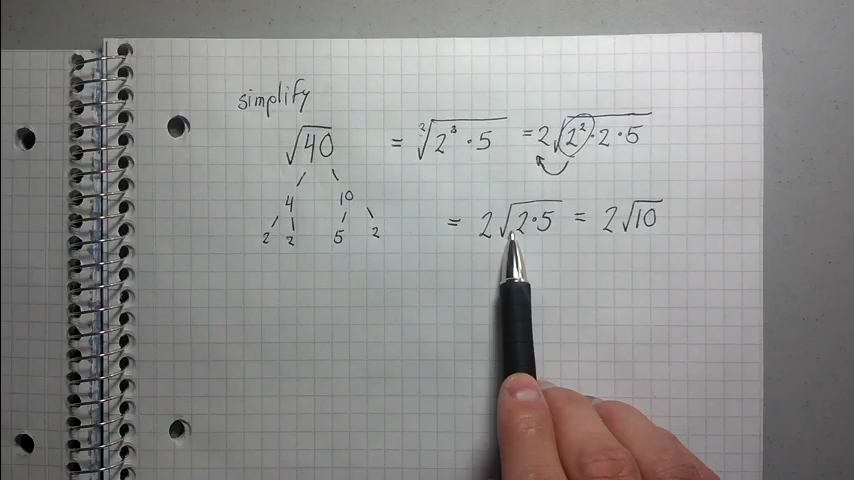 simplify
√40 = ²√2³·5 = 2√2²·2·5
4 10
2 2 5 2
= 2√2·5 = 2√10